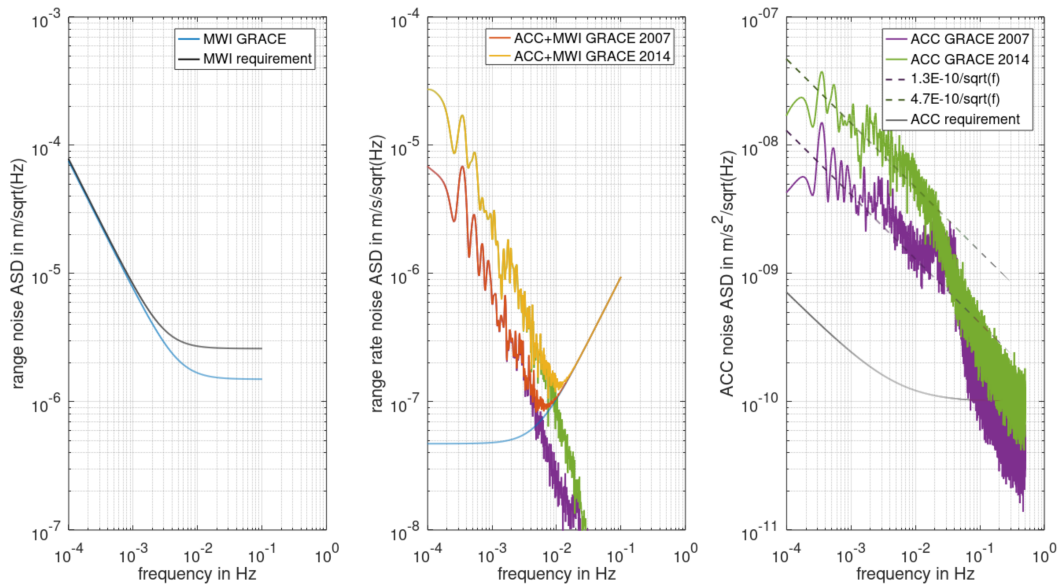 10⁻³
10⁻⁴
10⁻⁵
10⁻⁶
10⁻⁷
range noise ASD in m/sqrt(Hz)
MWI GRACE
MWI requirement
10⁻⁴ 10⁻³ 10⁻² 10⁻¹ 10⁰
frequency in Hz
10⁻³
10⁻⁴
10⁻⁵
10⁻⁶
10⁻⁷
10⁻⁸
range rate noise ASD in m/s/sqrt(Hz)
ACC+MWI GRACE 2007
ACC+MWI GRACE 2014
10⁻⁴ 10⁻³ 10⁻² 10⁻¹ 10⁰
frequency in Hz
10⁻⁰⁷
10⁻⁰⁸
10⁻⁰⁹
10⁻¹⁰
10⁻¹¹
ACC noise ASD in m/s²/sqrt(Hz)
ACC GRACE 2007
ACC GRACE 2014
1.3E-10/sqrt(f)
4.7E-10/sqrt(f)
ACC requirement
10⁻⁴ 10⁻³ 10⁻² 10⁻¹ 10⁰
frequency in Hz